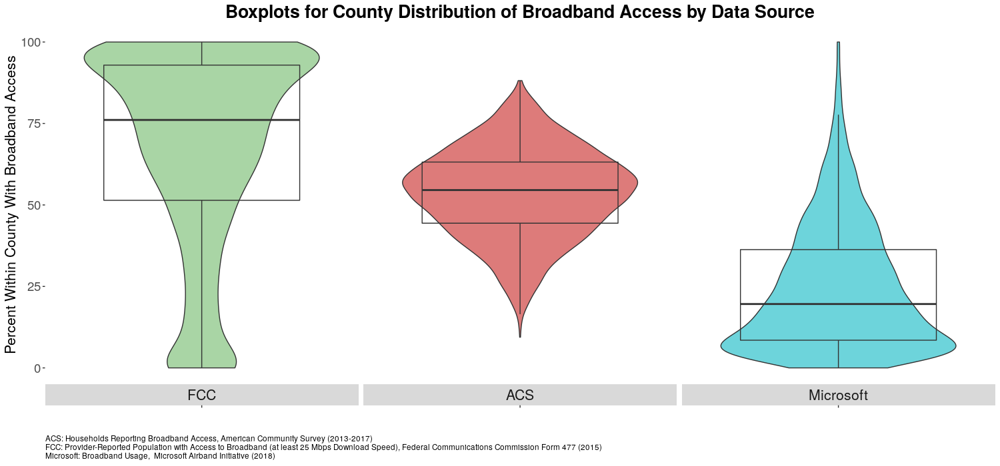 Boxplots for County Distribution of Broadband Access by Data Source
Percent Within County With Broadband Access
100
75
50
25
0
FCC
ACS
Microsoft
ACS: Households Reporting Broadband Access, American Community Survey (2013-2017)
FCC: Provider-Reported Population with Access to Broadband (at least 25 Mbps Download Speed), Federal Communications Commission Form 477 (2015)
Microsoft: Broadband Usage,  Microsoft Airband Initiative (2018)